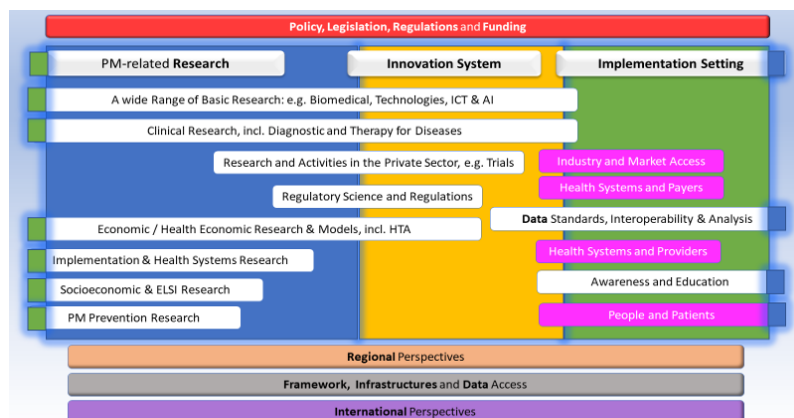 Policy, Legislation, Regulations and Funding
PM-related Research
Innovation System
Implementation Setting
A wide Range of Basic Research: e.g. Biomedical, Technologies, ICT & AI
Clinical Research, incl. Diagnostic and Therapy for Diseases
Research and Activities in the Private Sector, e.g. Trials
Industry and Market Access
Health Systems and Payers
Regulatory Science and Regulations
Data Standards, Interoperability & Analysis
Economic / Health Economic Research & Models, incl. HTA
Health Systems and Providers
Implementation & Health Systems Research
Awareness and Education
Socioeconomic & ELSI Research
People and Patients
PM Prevention Research
Regional Perspectives
Framework, Infrastructures and Data Access
International Perspectives